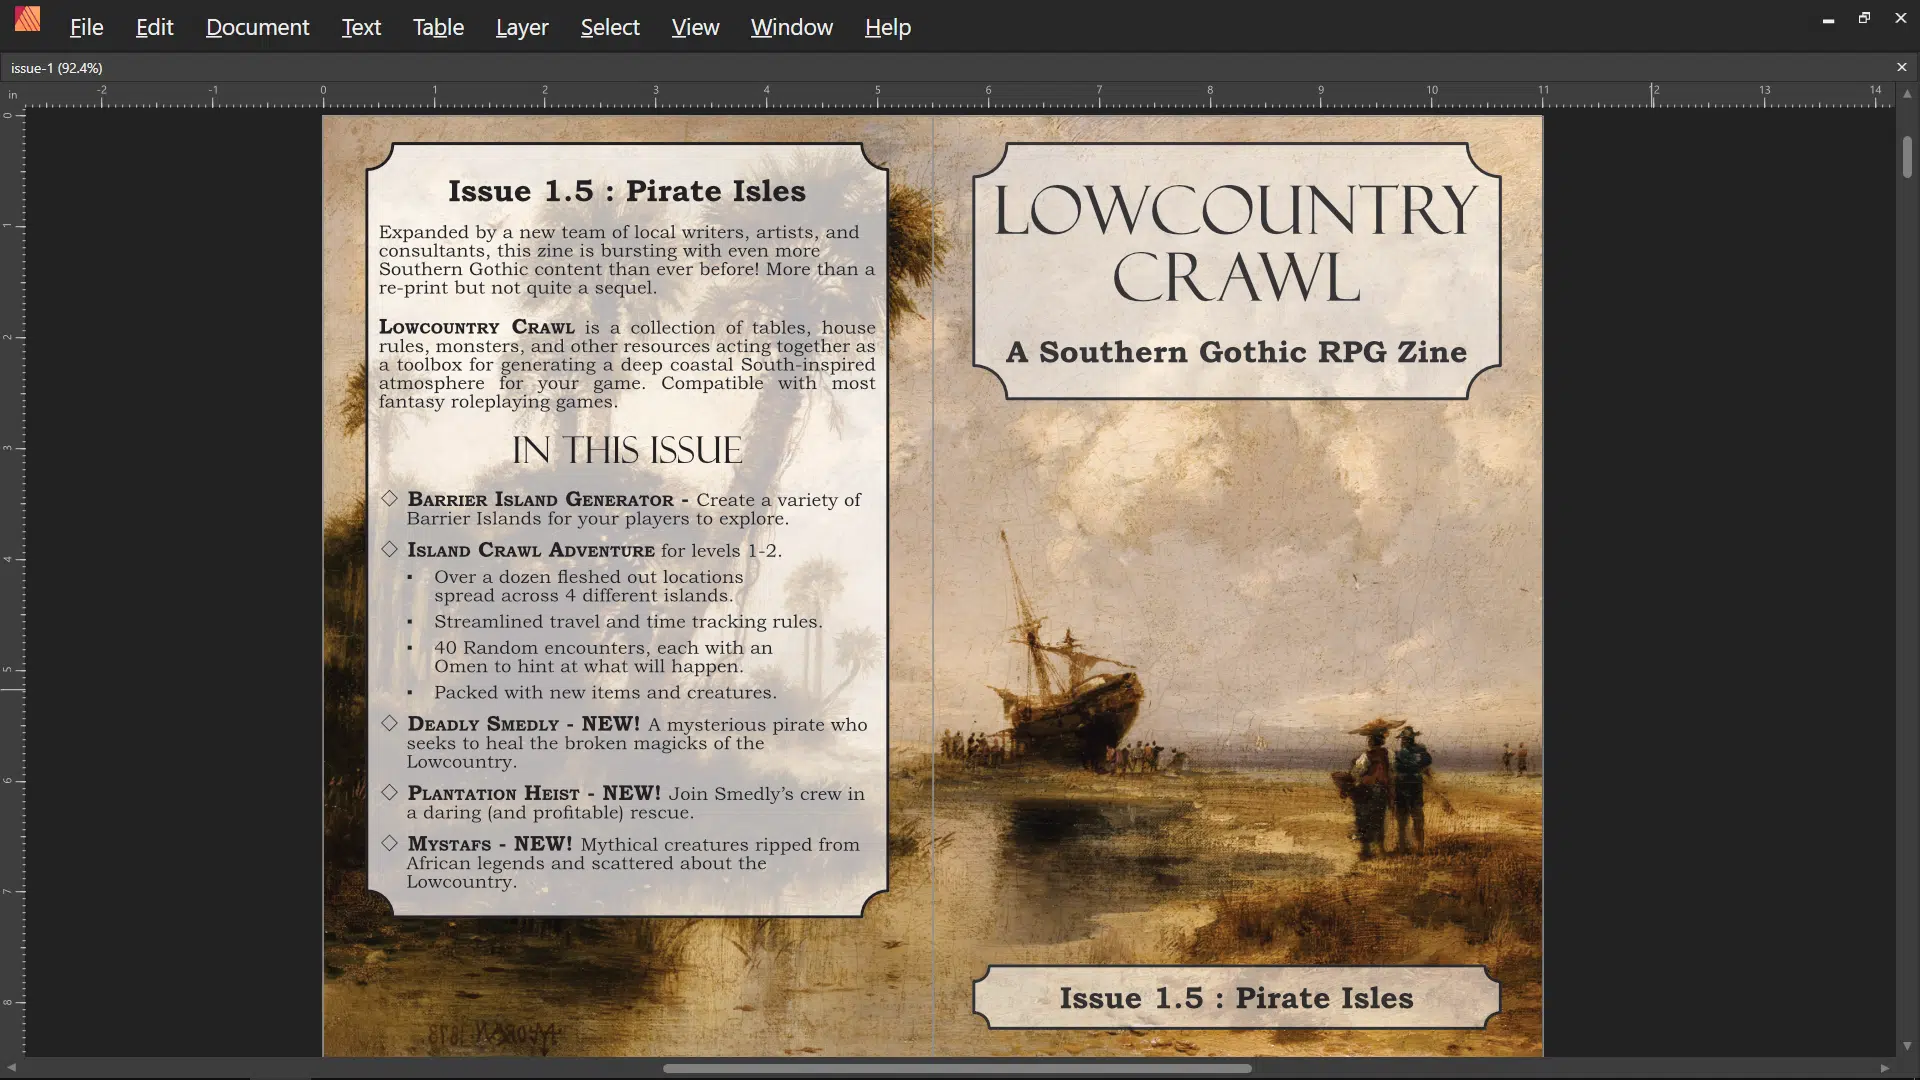 File Edit Document Text Table Layer Select View Window Help
issue-1 (92.4%)
in
-2 -1 0 1 2 3 4 5 6 7 8 9 10 11 12 13 14
0
1
2
3
4
5
6
7
8
Issue 1.5 : Pirate Isles
Expanded by a new team of local writers, artists, and
consultants, this zine is bursting with even more
Southern Gothic content than ever before! More than a
re-print but not quite a sequel.
Lowcountry Crawl is a collection of tables, house
rules, monsters, and other resources acting together as
a toolbox for generating a deep coastal South-inspired
atmosphere for your game. Compatible with most
fantasy roleplaying games.
IN THIS ISSUE
◇ Barrier Island Generator - Create a variety of
Barrier Islands for your players to explore.
◇ Island Crawl Adventure for levels 1-2.
▪ Over a dozen fleshed out locations
spread across 4 different islands.
▪ Streamlined travel and time tracking rules.
▪ 40 Random encounters, each with an
Omen to hint at what will happen.
▪ Packed with new items and creatures.
◇ Deadly Smedly - NEW! A mysterious pirate who
seeks to heal the broken magicks of the
Lowcountry.
◇ Plantation Heist - NEW! Join Smedly's crew in
a daring (and profitable) rescue.
◇ Mystafs - NEW! Mythical creatures ripped from
African legends and scattered about the
Lowcountry.
LOWCOUNTRY
CRAWL
A Southern Gothic RPG Zine
Issue 1.5 : Pirate Isles